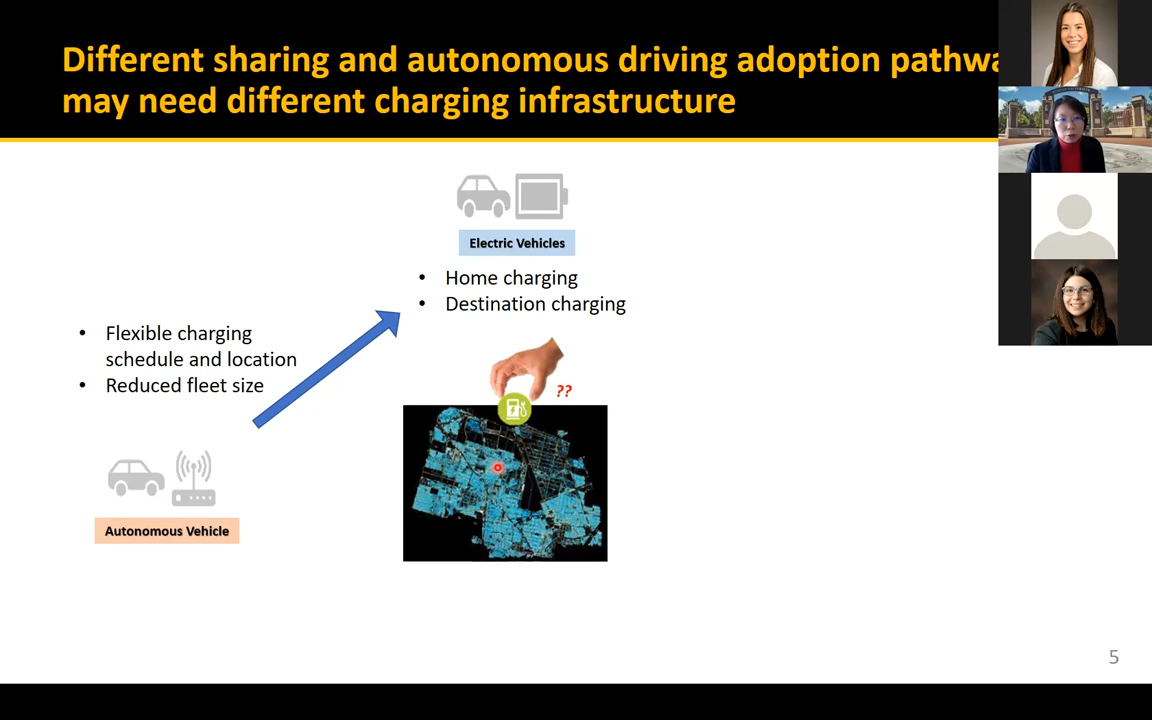 Different sharing and autonomous driving adoption
may need different charging infrastructure
Electric Vehicles
• Home charging
• Destination charging
• Flexible charging
schedule and location
• Reduced fleet size
??
Autonomous Vehicle
5